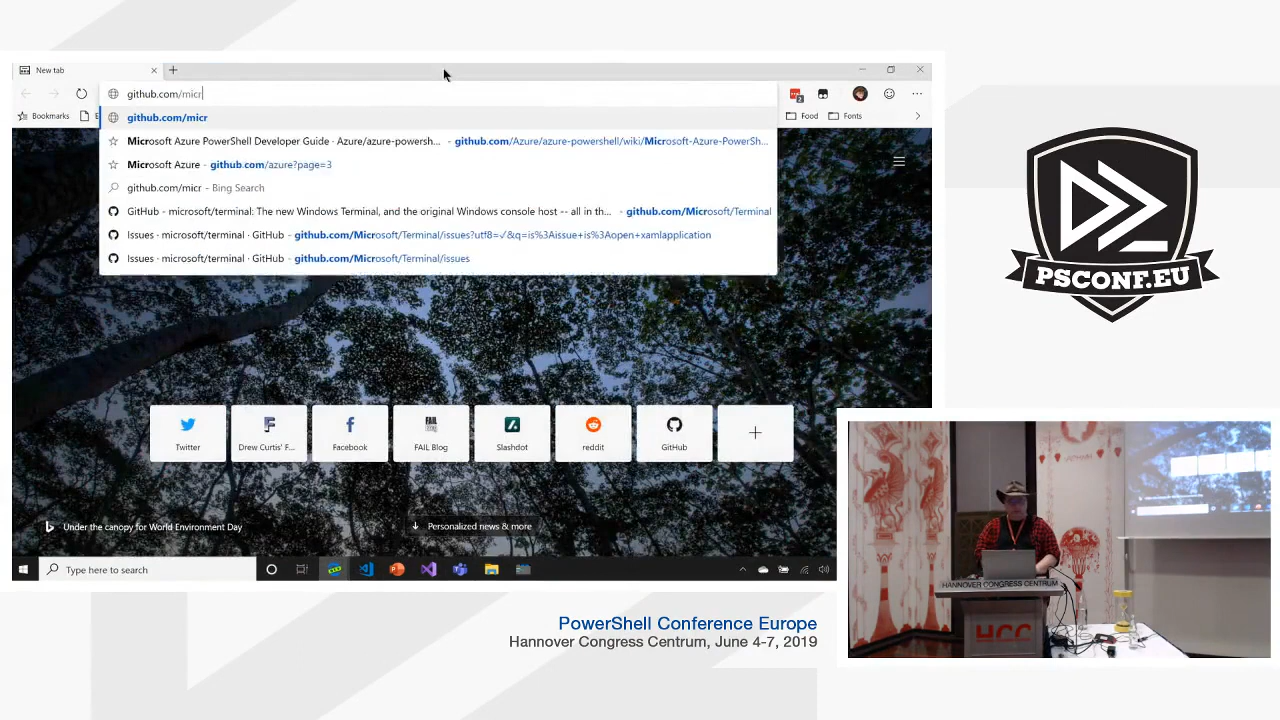 New tab
github.com/micr
Bookmarks
Food
Fonts
github.com/micr
Microsoft Azure PowerShell Developer Guide · Azure/azure-powersh... - github.com/Azure/azure-powershell/wiki/Microsoft-Azure-PowerSh...
Microsoft Azure - github.com/azure?page=3
github.com/micr - Bing Search
GitHub - microsoft/terminal: The new Windows Terminal, and the original Windows console host -- all in th... - github.com/Microsoft/Terminal
Issues · microsoft/terminal · GitHub - github.com/Microsoft/Terminal/issues?utf8=✓&q=is%3Aissue+is%3Aopen+xamlapplication
Issues · microsoft/terminal · GitHub - github.com/Microsoft/Terminal/issues
Twitter
Drew Curtis' F...
Facebook
FAIL Blog
Slashdot
reddit
GitHub
Under the canopy for World Environment Day
Personalized news & more
Type here to search
PSCONF.EU
HANNOVER CONGRESS CENTRUM
HCC
PowerShell Conference Europe
Hannover Congress Centrum, June 4-7, 2019